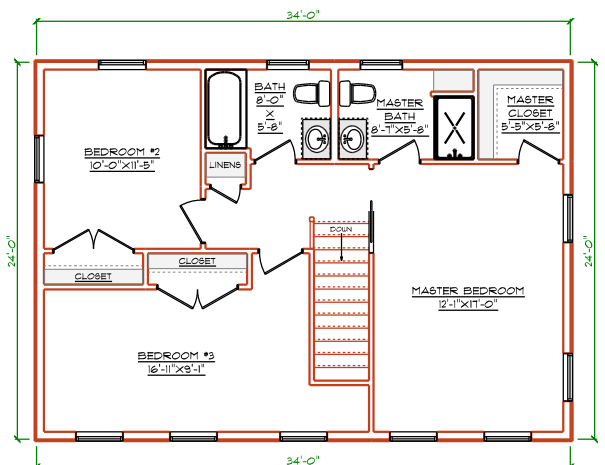 34'-0"
BATH
8'-0"
X
5'-8"
MASTER
BATH
8'-7"X5'-8"
MASTER
CLOSET
5'-5"X5'-8"
BEDROOM #2
10'-0"X11'-5"
LINENS
DOWN
24'-0"
24'-0"
CLOSET
CLOSET
MASTER BEDROOM
12'-1"X17'-0"
BEDROOM #3
16'-11"X9'-1"
34'-0"